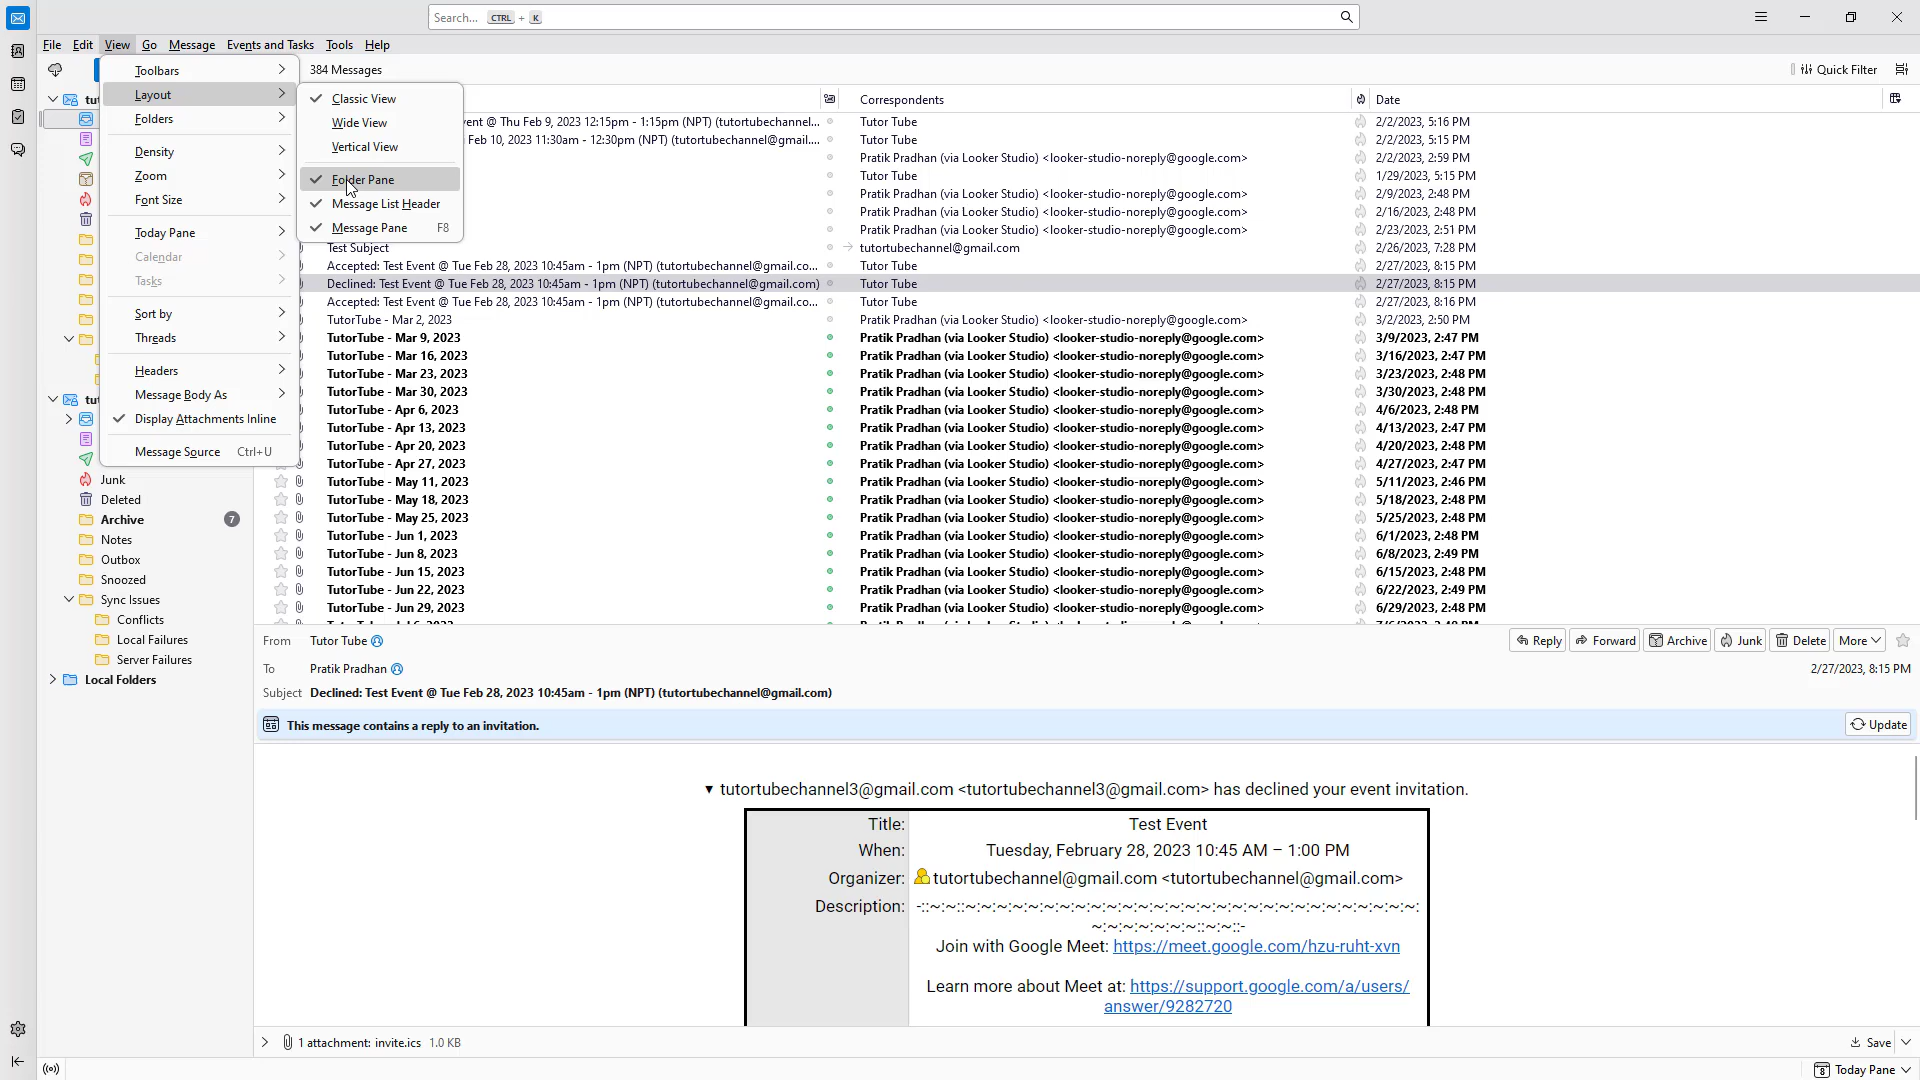 Search... CTRL + K
File Edit View Go Message Events and Tasks Tools Help
384 Messages
Quick Filter
Toolbars
Layout
Folders
Density
Zoom
Font Size
Today Pane
Calendar
Tasks
Sort by
Threads
Headers
Message Body As
Display Attachments Inline
Message Source Ctrl+U
Classic View
Wide View
Vertical View
Folder Pane
Message List Header
Message Pane F8
tut
tut
Junk
Deleted
Archive 7
Notes
Outbox
Snoozed
Sync Issues
Conflicts
Local Failures
Server Failures
Local Folders
Correspondents Date
ent @ Thu Feb 9, 2023 12:15pm - 1:15pm (NPT) (tutortubechannel... Tutor Tube 2/2/2023, 5:16 PM
Feb 10, 2023 11:30am - 12:30pm (NPT) (tutortubechannel@gmail.... Tutor Tube 2/2/2023, 5:15 PM
Pratik Pradhan (via Looker Studio) <looker-studio-noreply@google.com> 2/2/2023, 2:59 PM
Tutor Tube 1/29/2023, 5:15 PM
Pratik Pradhan (via Looker Studio) <looker-studio-noreply@google.com> 2/9/2023, 2:48 PM
Pratik Pradhan (via Looker Studio) <looker-studio-noreply@google.com> 2/16/2023, 2:48 PM
Pratik Pradhan (via Looker Studio) <looker-studio-noreply@google.com> 2/23/2023, 2:51 PM
Test Subject tutortubechannel@gmail.com 2/26/2023, 7:28 PM
Accepted: Test Event @ Tue Feb 28, 2023 10:45am - 1pm (NPT) (tutortubechannel@gmail.co... Tutor Tube 2/27/2023, 8:15 PM
Declined: Test Event @ Tue Feb 28, 2023 10:45am - 1pm (NPT) (tutortubechannel@gmail.com) Tutor Tube 2/27/2023, 8:15 PM
Accepted: Test Event @ Tue Feb 28, 2023 10:45am - 1pm (NPT) (tutortubechannel@gmail.co... Tutor Tube 2/27/2023, 8:16 PM
TutorTube - Mar 2, 2023 Pratik Pradhan (via Looker Studio) <looker-studio-noreply@google.com> 3/2/2023, 2:50 PM
TutorTube - Mar 9, 2023 Pratik Pradhan (via Looker Studio) <looker-studio-noreply@google.com> 3/9/2023, 2:47 PM
TutorTube - Mar 16, 2023 Pratik Pradhan (via Looker Studio) <looker-studio-noreply@google.com> 3/16/2023, 2:47 PM
TutorTube - Mar 23, 2023 Pratik Pradhan (via Looker Studio) <looker-studio-noreply@google.com> 3/23/2023, 2:48 PM
TutorTube - Mar 30, 2023 Pratik Pradhan (via Looker Studio) <looker-studio-noreply@google.com> 3/30/2023, 2:48 PM
TutorTube - Apr 6, 2023 Pratik Pradhan (via Looker Studio) <looker-studio-noreply@google.com> 4/6/2023, 2:48 PM
TutorTube - Apr 13, 2023 Pratik Pradhan (via Looker Studio) <looker-studio-noreply@google.com> 4/13/2023, 2:47 PM
TutorTube - Apr 20, 2023 Pratik Pradhan (via Looker Studio) <looker-studio-noreply@google.com> 4/20/2023, 2:48 PM
TutorTube - Apr 27, 2023 Pratik Pradhan (via Looker Studio) <looker-studio-noreply@google.com> 4/27/2023, 2:47 PM
TutorTube - May 11, 2023 Pratik Pradhan (via Looker Studio) <looker-studio-noreply@google.com> 5/11/2023, 2:46 PM
TutorTube - May 18, 2023 Pratik Pradhan (via Looker Studio) <looker-studio-noreply@google.com> 5/18/2023, 2:48 PM
TutorTube - May 25, 2023 Pratik Pradhan (via Looker Studio) <looker-studio-noreply@google.com> 5/25/2023, 2:48 PM
TutorTube - Jun 1, 2023 Pratik Pradhan (via Looker Studio) <looker-studio-noreply@google.com> 6/1/2023, 2:48 PM
TutorTube - Jun 8, 2023 Pratik Pradhan (via Looker Studio) <looker-studio-noreply@google.com> 6/8/2023, 2:49 PM
TutorTube - Jun 15, 2023 Pratik Pradhan (via Looker Studio) <looker-studio-noreply@google.com> 6/15/2023, 2:48 PM
TutorTube - Jun 22, 2023 Pratik Pradhan (via Looker Studio) <looker-studio-noreply@google.com> 6/22/2023, 2:49 PM
TutorTube - Jun 29, 2023 Pratik Pradhan (via Looker Studio) <looker-studio-noreply@google.com> 6/29/2023, 2:48 PM
From Tutor Tube Reply Forward Archive Junk Delete More
To Pratik Pradhan 2/27/2023, 8:15 PM
Subject Declined: Test Event @ Tue Feb 28, 2023 10:45am - 1pm (NPT) (tutortubechannel@gmail.com)
This message contains a reply to an invitation. Update
tutortubechannel3@gmail.com <tutortubechannel3@gmail.com> has declined your event invitation.
Title: Test Event
When: Tuesday, February 28, 2023 10:45 AM – 1:00 PM
Organizer: tutortubechannel@gmail.com <tutortubechannel@gmail.com>
Description: -::~:~::~:~:~:~:~:~:~:~:~:~:~:~:~:~:~:~:~:~:~:~:~:~:~:~:~:~:~:~:~:~:~:
~:~:~:~:~:~:~:~::~:~::-
Join with Google Meet: https://meet.google.com/hzu-ruht-xvn
Learn more about Meet at: https://support.google.com/a/users/
answer/9282720
1 attachment: invite.ics 1.0 KB Save
8 Today Pane